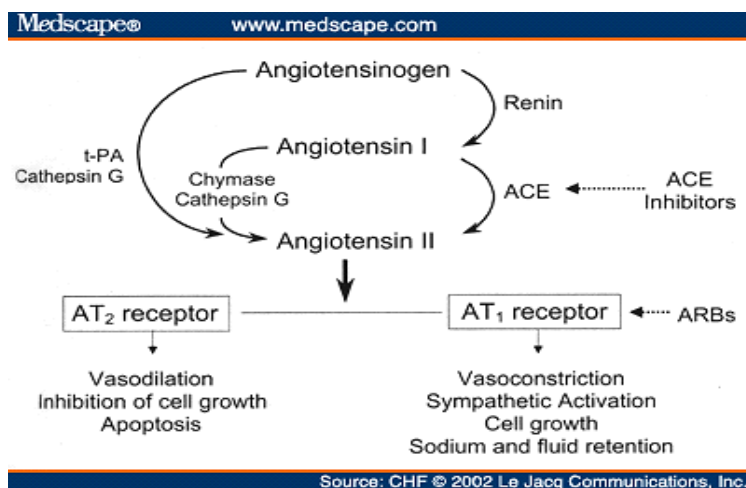 Medscape® www.medscape.com
Angiotensinogen
Renin
t-PA
Cathepsin G
Angiotensin I
Chymase
Cathepsin G
ACE
ACE
Inhibitors
Angiotensin II
AT₂ receptor
AT₁ receptor
ARBs
Vasodilation
Inhibition of cell growth
Apoptosis
Vasoconstriction
Sympathetic Activation
Cell growth
Sodium and fluid retention
Source: CHF © 2002 Le Jacq Communications, Inc.